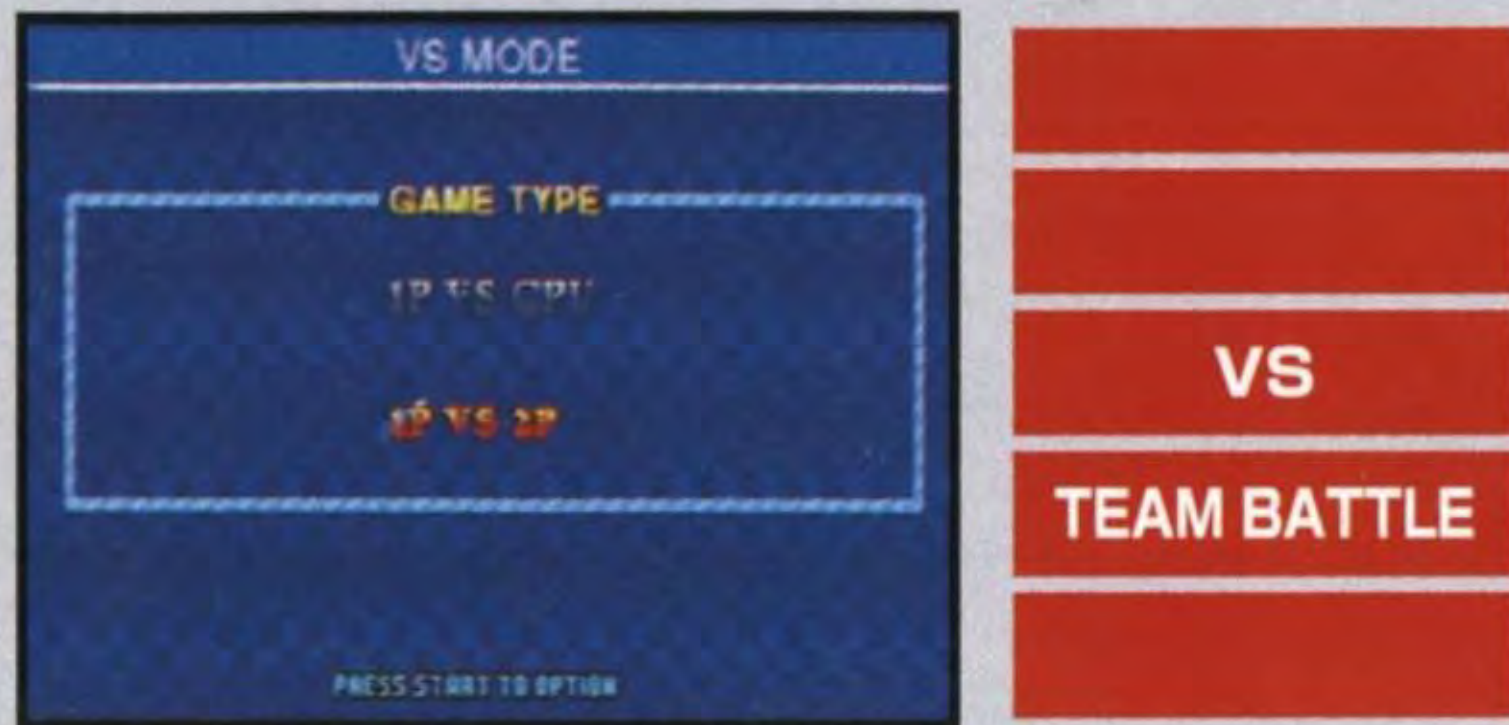 VS MODE
GAME TYPE
1P VS CPU
1P VS 2P
PRESS START TO OPTION
VS
TEAM BATTLE